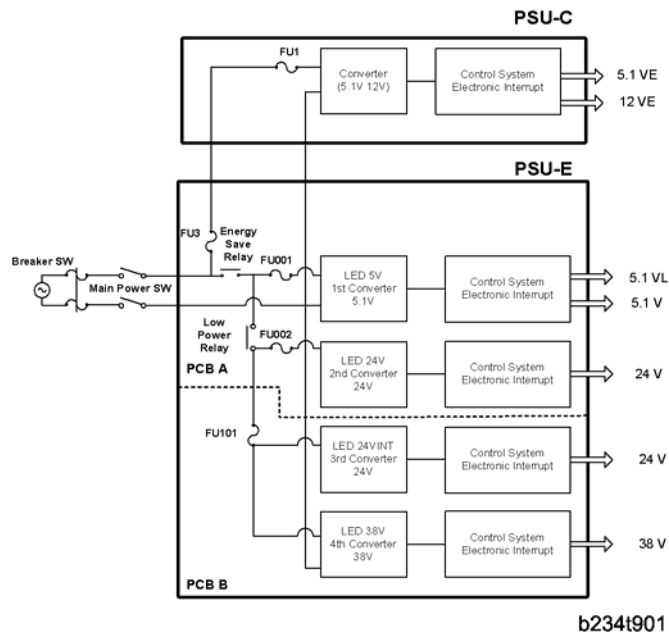 PSU-C
FU1
Converter
(5.1V 12V)
Control System
Electronic Interrupt
5.1 VE
12 VE
PSU-E
FU3
Energy
Save
Relay
FU001
Breaker SW
Main Power SW
LED 5V
1st Converter
5.1V
Control System
Electronic Interrupt
5.1 VL
5.1 V
Low
Power
Relay
FU002
LED 24V
2nd Converter
24V
Control System
Electronic Interrupt
24 V
PCB A
FU101
LED 24VINT
3rd Converter
24V
Control System
Electronic Interrupt
24 V
LED 38V
4th Converter
38V
Control System
Electronic Interrupt
38 V
PCB B
b234t901